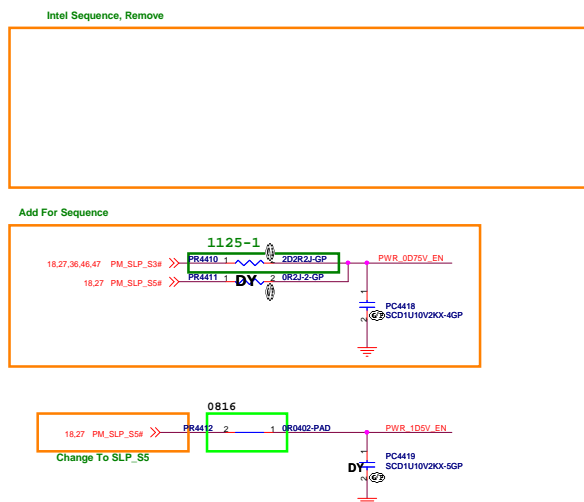 Intel Sequence, Remove
Add For Sequence
1125-1
18,27,36,46,47 PM_SLP_S3# PR4410 1 2 2D2R2J-GP PWR_0D75V_EN
18,27 PM_SLP_S5# PR4411 1 DY 2 0R2J-2-GP
1
PC4418
2 SCD1U10V2KX-4GP
0816
18,27 PM_SLP_S5# PR4412 2 1 0R0402-PAD PWR_1D5V_EN
Change To SLP_S5
1
PC4419
DY SCD1U10V2KX-5GP
2